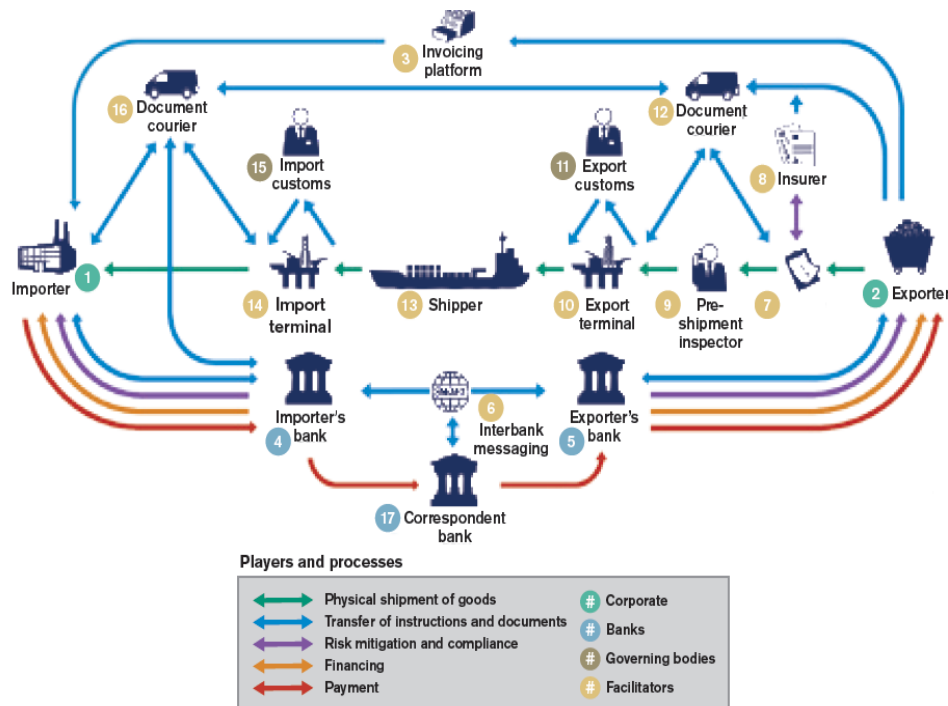 3 Invoicing
platform
16 Document
courier
12 Document
courier
15 Import
customs
11 Export
customs
8 Insurer
Importer 1
14 Import
terminal
13 Shipper
10 Export
terminal
9 Pre-
shipment
inspector
7
2 Exporter
Importer's
bank
4
6
Interbank
messaging
Exporter's
bank
5
17 Correspondent
bank
Players and processes
Physical shipment of goods
Transfer of instructions and documents
Risk mitigation and compliance
Financing
Payment
# Corporate
# Banks
# Governing bodies
# Facilitators